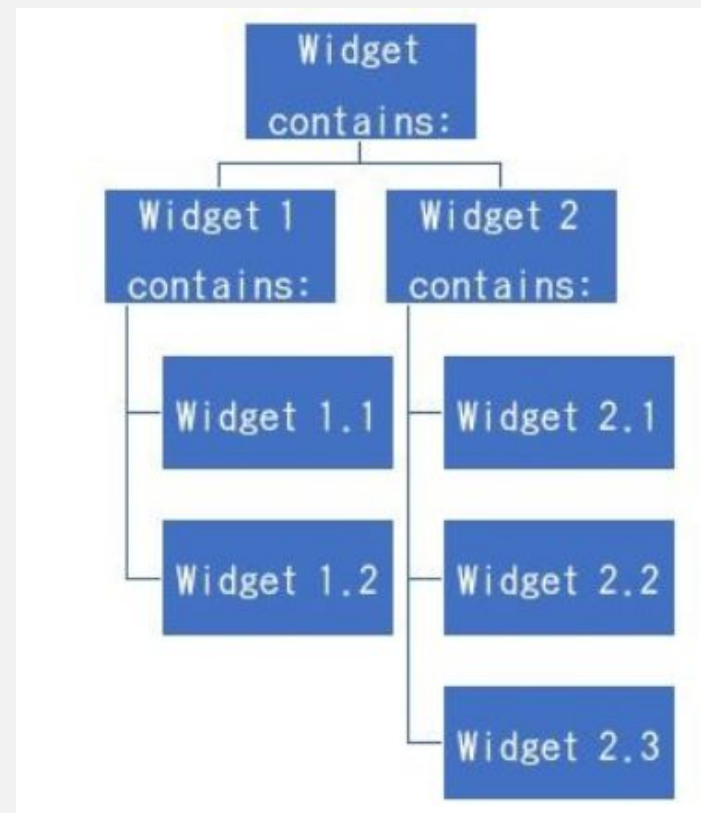 Widget
contains:
Widget 1
contains:
Widget 2
contains:
Widget 1.1
Widget 2.1
Widget 1.2
Widget 2.2
Widget 2.3